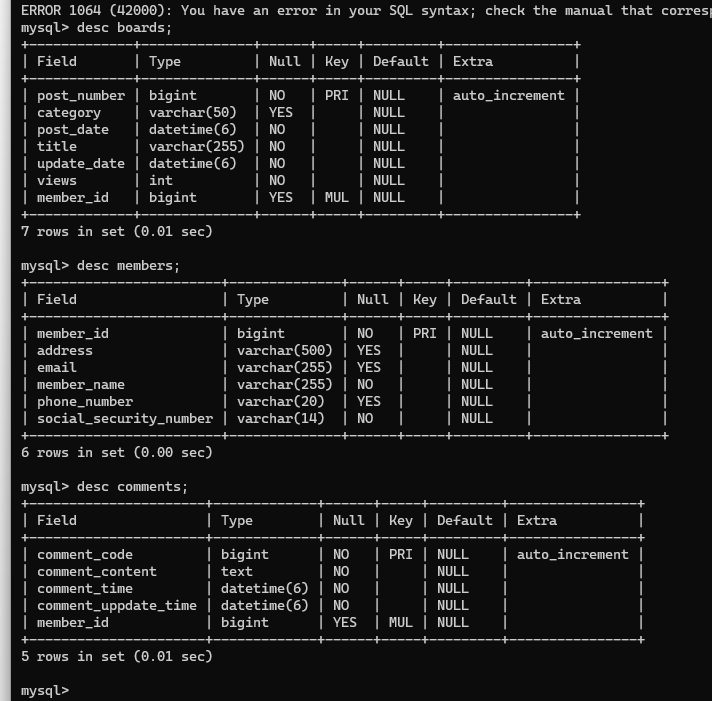 ERROR 1064 (42000): You have an error in your SQL syntax; check the manual that corresp
mysql> desc boards;
+-------------+--------------+------+-----+---------+----------------+
| Field       | Type         | Null | Key | Default | Extra          |
+-------------+--------------+------+-----+---------+----------------+
| post_number | bigint       | NO   | PRI | NULL    | auto_increment |
| category    | varchar(50)  | YES  |     | NULL    |                |
| post_date   | datetime(6)  | NO   |     | NULL    |                |
| title       | varchar(255) | NO   |     | NULL    |                |
| update_date | datetime(6)  | NO   |     | NULL    |                |
| views       | int          | NO   |     | NULL    |                |
| member_id   | bigint       | YES  | MUL | NULL    |                |
+-------------+--------------+------+-----+---------+----------------+
7 rows in set (0.01 sec)

mysql> desc members;
+------------------------+--------------+------+-----+---------+----------------+
| Field                  | Type         | Null | Key | Default | Extra          |
+------------------------+--------------+------+-----+---------+----------------+
| member_id              | bigint       | NO   | PRI | NULL    | auto_increment |
| address                | varchar(500) | YES  |     | NULL    |                |
| email                  | varchar(255) | YES  |     | NULL    |                |
| member_name            | varchar(255) | NO   |     | NULL    |                |
| phone_number           | varchar(20)  | YES  |     | NULL    |                |
| social_security_number | varchar(14)  | NO   |     | NULL    |                |
+------------------------+--------------+------+-----+---------+----------------+
6 rows in set (0.00 sec)

mysql> desc comments;
+----------------------+-------------+------+-----+---------+----------------+
| Field                | Type        | Null | Key | Default | Extra          |
+----------------------+-------------+------+-----+---------+----------------+
| comment_code         | bigint      | NO   | PRI | NULL    | auto_increment |
| comment_content      | text        | NO   |     | NULL    |                |
| comment_time         | datetime(6) | NO   |     | NULL    |                |
| comment_uppdate_time | datetime(6) | NO   |     | NULL    |                |
| member_id            | bigint      | YES  | MUL | NULL    |                |
+----------------------+-------------+------+-----+---------+----------------+
5 rows in set (0.01 sec)

mysql>